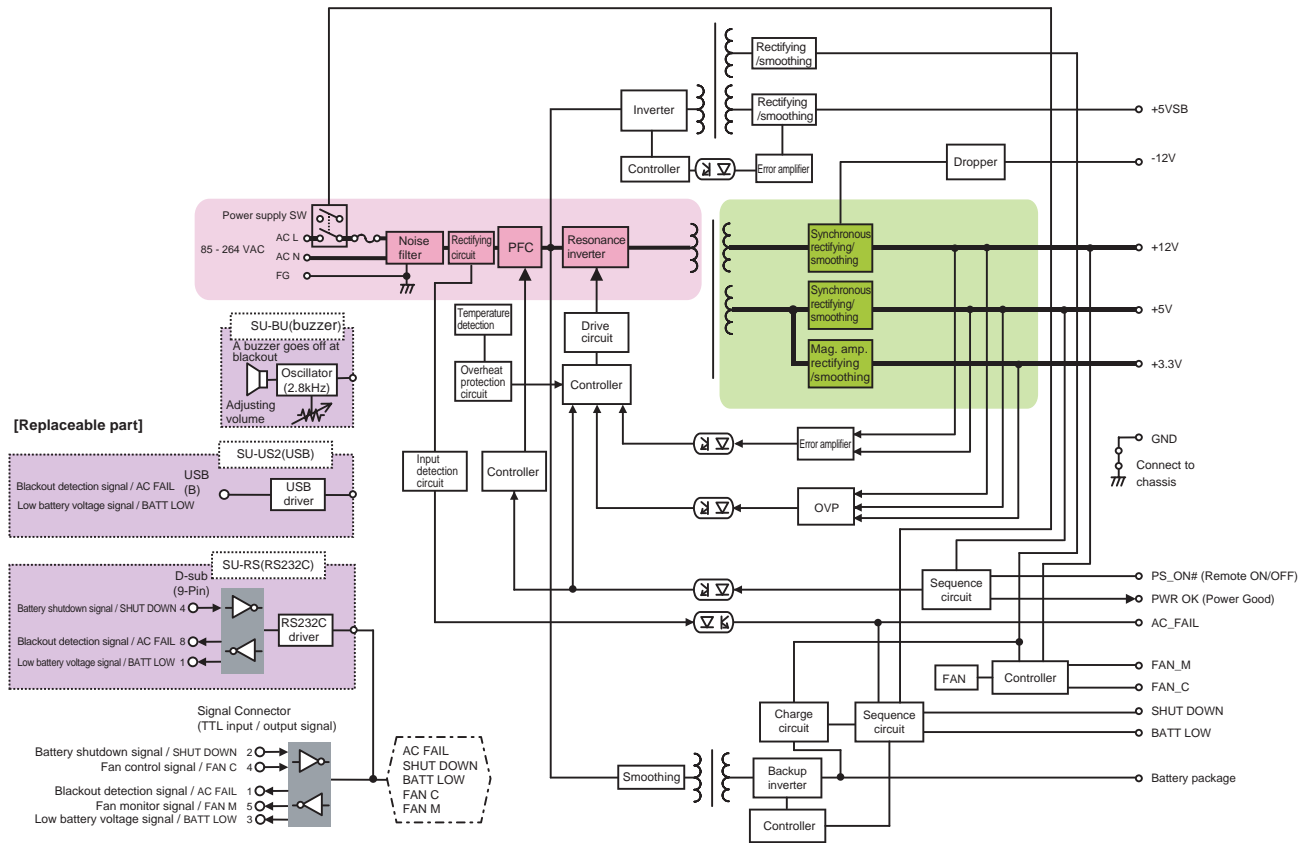 Rectifying
/smoothing
Inverter
Rectifying
/smoothing
+5VSB
Controller
Error amplifier
Dropper
-12V
Power supply SW
AC L
85 - 264 VAC
AC N
FG
Noise
filter
Rectifying
circuit
PFC
Resonance
inverter
Synchronous
rectifying/
smoothing
+12V
Synchronous
rectifying/
smoothing
+5V
Mag. amp.
rectifying
/smoothing
+3.3V
Temperature
detection
Drive
circuit
Overheat
protection
circuit
Controller
SU-BU(buzzer)
A buzzer goes off at
blackout
Oscillator
(2.8kHz)
Adjusting
volume
[Replaceable part]
Error amplifier
GND
Connect to
chassis
Input
detection
circuit
Controller
OVP
SU-US2(USB)
USB
(B)
Blackout detection signal / AC FAIL
Low battery voltage signal / BATT LOW
USB
driver
SU-RS(RS232C)
D-sub
(9-Pin)
Battery shutdown signal / SHUT DOWN 4
Blackout detection signal / AC FAIL 8
Low battery voltage signal / BATT LOW 1
RS232C
driver
Sequence
circuit
PS_ON# (Remote ON/OFF)
PWR OK (Power Good)
AC_FAIL
FAN
Controller
FAN_M
FAN_C
Charge
circuit
Sequence
circuit
SHUT DOWN
BATT LOW
Signal Connector
(TTL input / output signal)
Battery shutdown signal / SHUT DOWN 2
Fan control signal / FAN C 4
Blackout detection signal / AC FAIL 1
Fan monitor signal / FAN M 5
Low battery voltage signal / BATT LOW 3
AC FAIL
SHUT DOWN
BATT LOW
FAN C
FAN M
Smoothing
Backup
inverter
Battery package
Controller